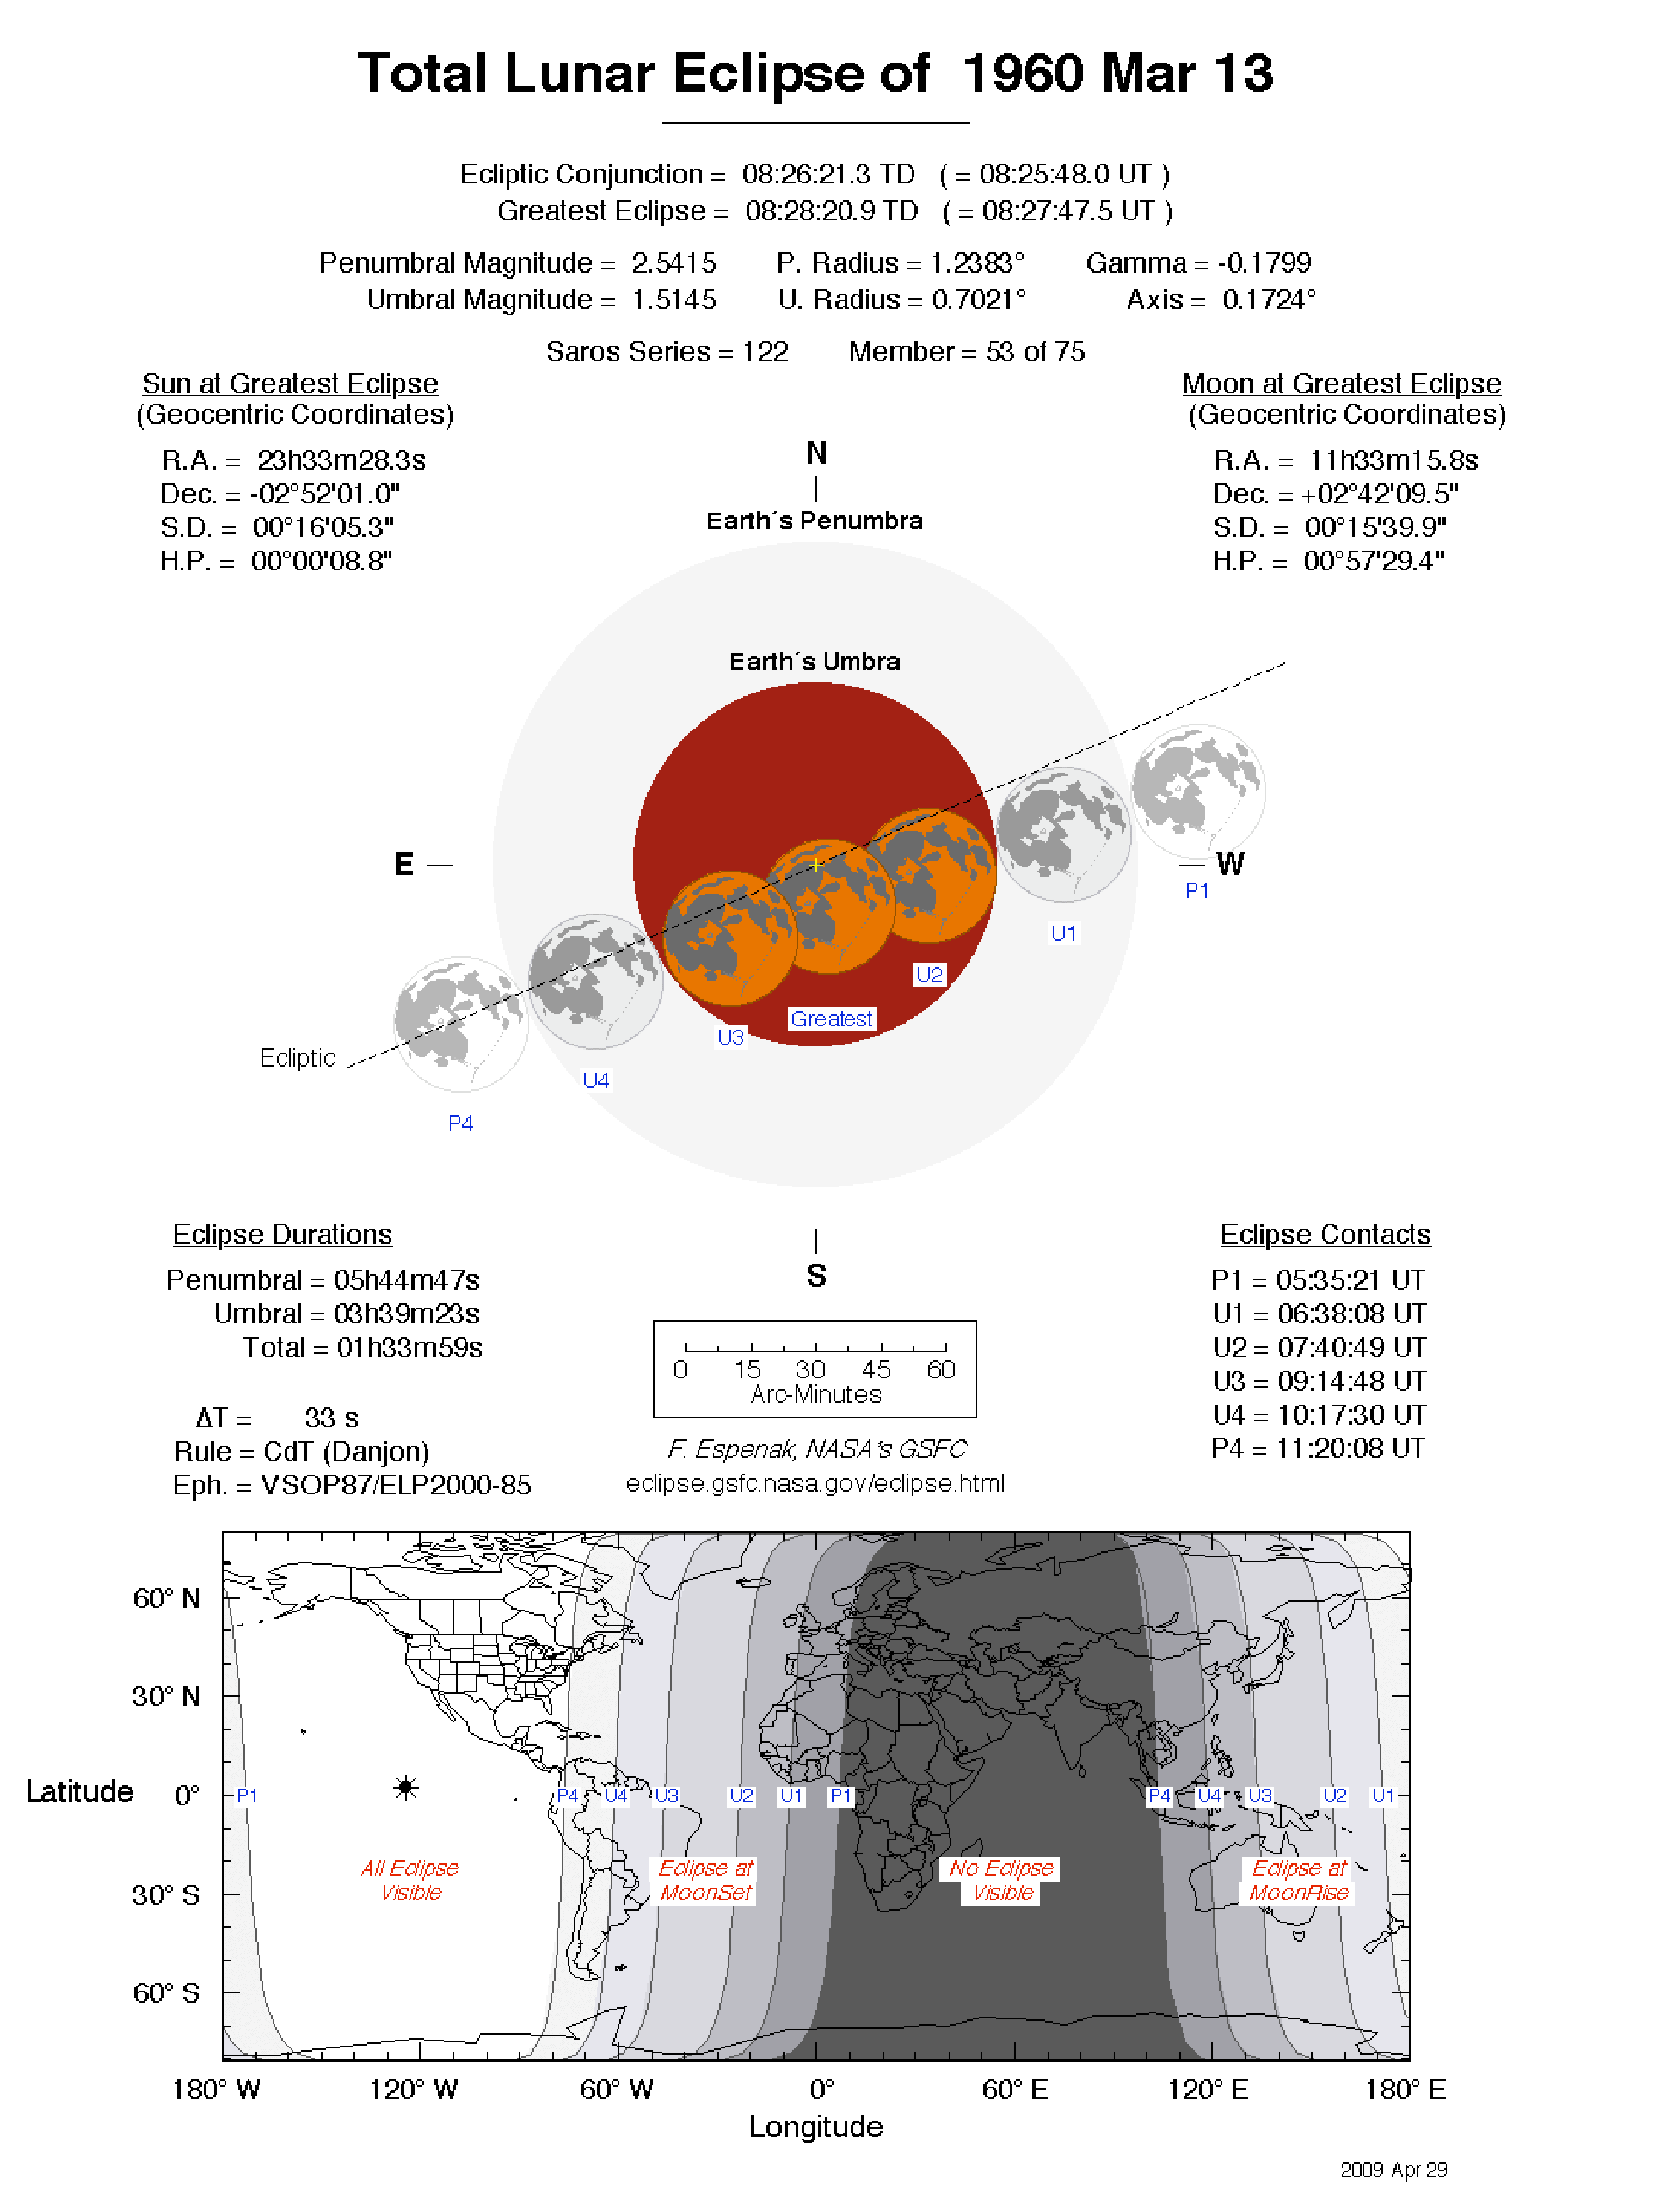 Total Lunar Eclipse of 1960 Mar 13
Ecliptic Conjunction = 08:26:21.3 TD ( = 08:25:48.0 UT )
Greatest Eclipse = 08:28:20.9 TD ( = 08:27:47.5 UT )
Penumbral Magnitude = 2.5415 P. Radius = 1.2383° Gamma = -0.1799
Umbral Magnitude = 1.5145 U. Radius = 0.7021° Axis = 0.1724°
Saros Series = 122 Member = 53 of 75
Sun at Greatest Eclipse
(Geocentric Coordinates)
R.A. = 23h33m28.3s
Dec. = -02°52'01.0"
S.D. = 00°16'05.3"
H.P. = 00°00'08.8"
Moon at Greatest Eclipse
(Geocentric Coordinates)
R.A. = 11h33m15.8s
Dec. = +02°42'09.5"
S.D. = 00°15'39.9"
H.P. = 00°57'29.4"
N
Earth´s Penumbra
Earth´s Umbra
E
W
P1
U1
U2
Greatest
U3
Ecliptic
U4
P4
S
Eclipse Durations
Penumbral = 05h44m47s
Umbral = 03h39m23s
Total = 01h33m59s
ΔT = 33 s
Rule = CdT (Danjon)
Eph. = VSOP87/ELP2000-85
0 15 30 45 60
Arc-Minutes
F. Espenak, NASA's GSFC
eclipse.gsfc.nasa.gov/eclipse.html
Eclipse Contacts
P1 = 05:35:21 UT
U1 = 06:38:08 UT
U2 = 07:40:49 UT
U3 = 09:14:48 UT
U4 = 10:17:30 UT
P4 = 11:20:08 UT
60° N
30° N
Latitude 0°
30° S
60° S
P1 P4 U4 U3 U2 U1 P1 P4 U4 U3 U2 U1
All Eclipse
Visible
Eclipse at
MoonSet
No Eclipse
Visible
Eclipse at
MoonRise
180° W 120° W 60° W 0° 60° E 120° E 180° E
Longitude
2009 Apr 29